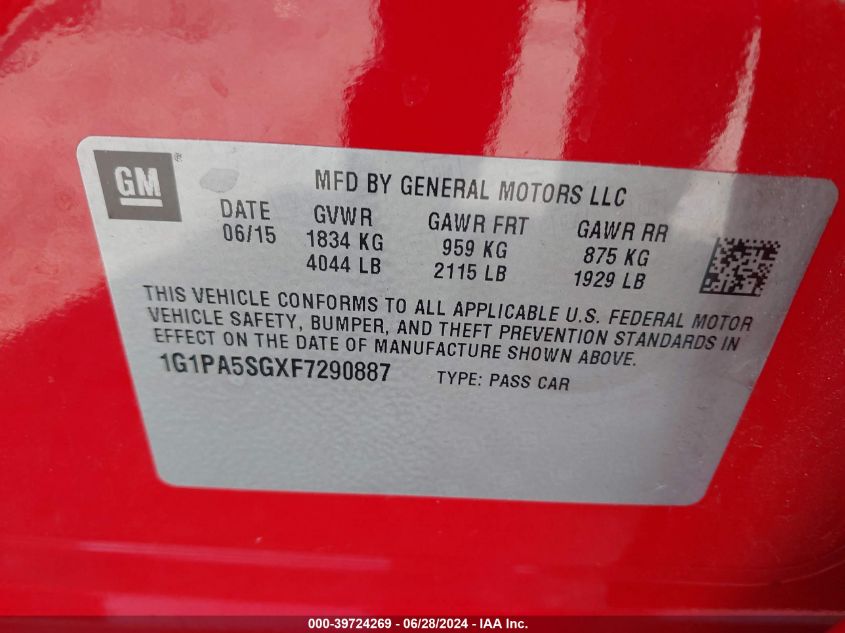 GM ®
MFD BY GENERAL MOTORS LLC
DATE GVWR GAWR FRT GAWR RR
06/15 1834 KG 959 KG 875 KG
4044 LB 2115 LB 1929 LB
THIS VEHICLE CONFORMS TO ALL APPLICABLE U.S. FEDERAL MOTOR
VEHICLE SAFETY, BUMPER, AND THEFT PREVENTION STANDARDS IN
EFFECT ON THE DATE OF MANUFACTURE SHOWN ABOVE.
1G1PA5SGXF7290887 TYPE: PASS CAR
000-39724269 - 06/28/2024 - IAA Inc.